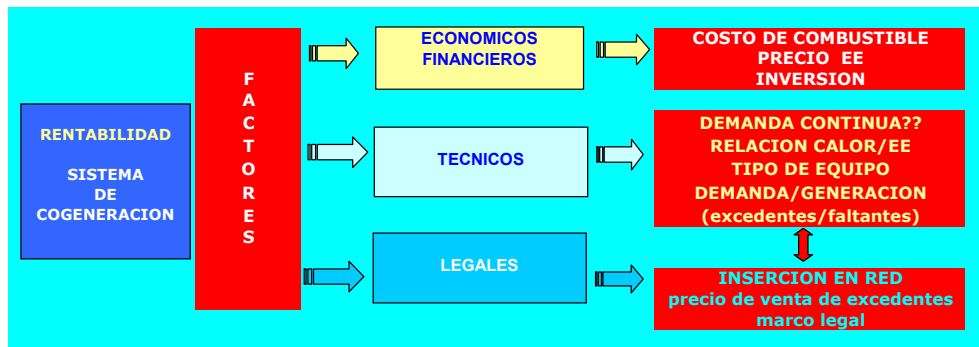 RENTABILIDAD
SISTEMA
DE
COGENERACION
F
A
C
T
O
R
E
S
ECONOMICOS
FINANCIEROS
COSTO DE COMBUSTIBLE
PRECIO EE
INVERSION
TECNICOS
DEMANDA CONTINUA??
RELACION CALOR/EE
TIPO DE EQUIPO
DEMANDA/GENERACION
(excedentes/faltantes)
LEGALES
INSERCION EN RED
precio de venta de excedentes
marco legal